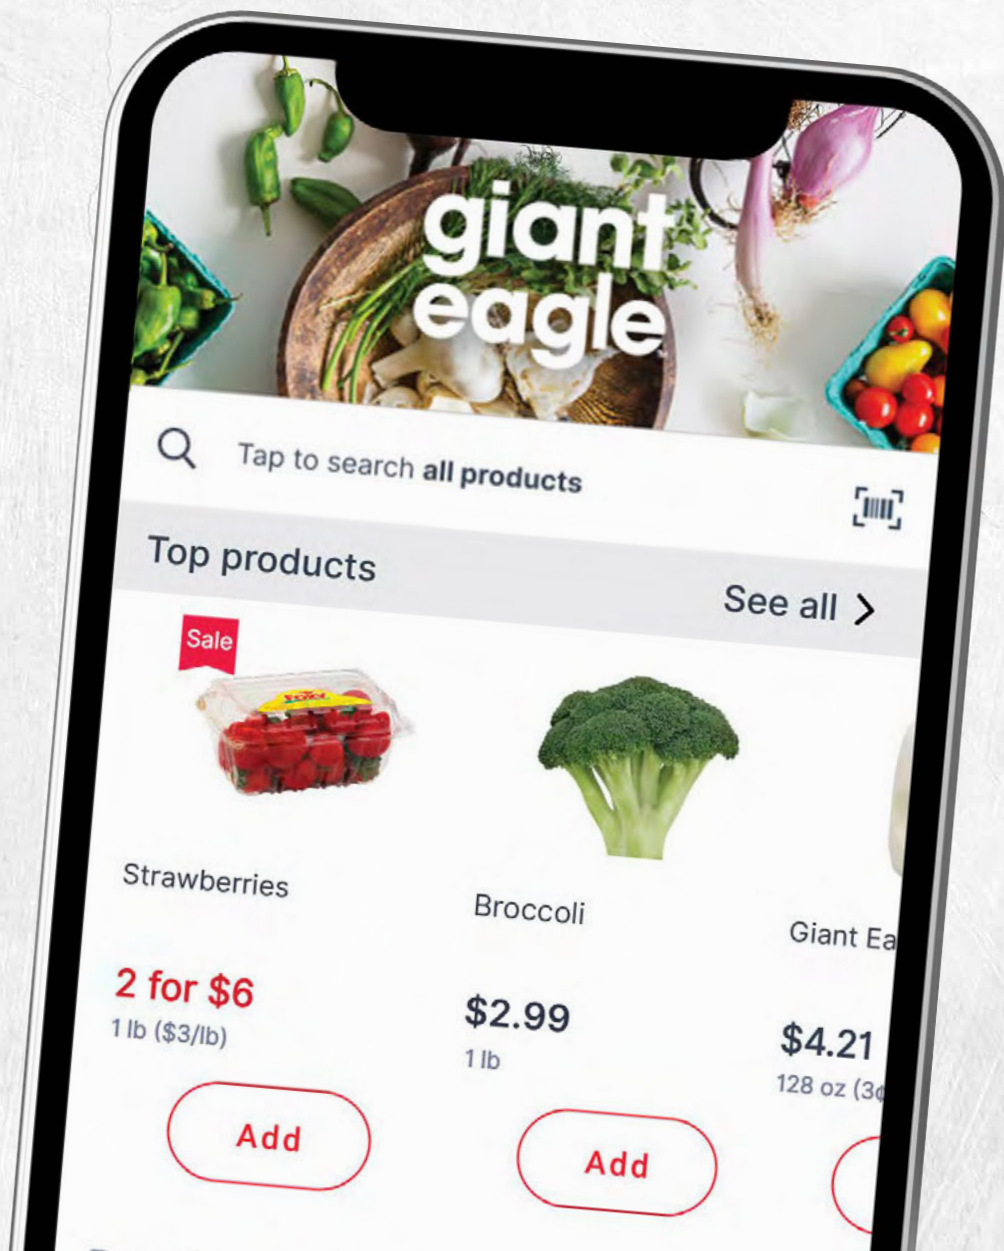 giant
eagle
Tap to search all products
Top products
See all
Sale
FOXY
Strawberries
Broccoli
Giant Ea
2 for $6
$2.99
$4.21
1 lb ($3/lb)
1 lb
128 oz (3¢
Add
Add